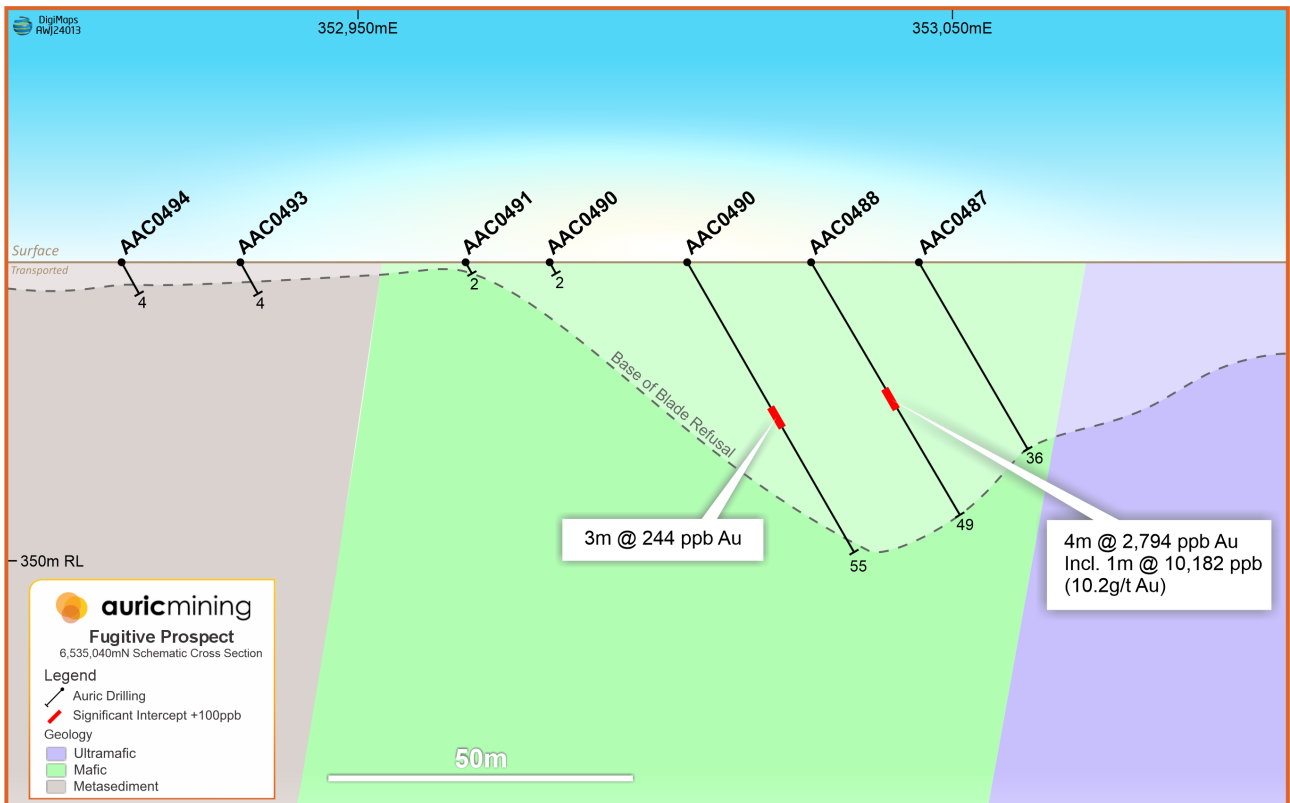 DigiMaps
AWJ24013
352,950mE
353,050mE
AAC0494
AAC0493
AAC0491
AAC0490
AAC0490
AAC0488
AAC0487
Surface
Transported
4
4
2
2
Base of Blade Refusal
36
49
55
3m @ 244 ppb Au
4m @ 2,794 ppb Au
Incl. 1m @ 10,182 ppb
(10.2g/t Au)
350m RL
auricmining
Fugitive Prospect
6,535,040mN Schematic Cross Section
Legend
Auric Drilling
Significant Intercept +100ppb
Geology
Ultramafic
Mafic
Metasediment
50m